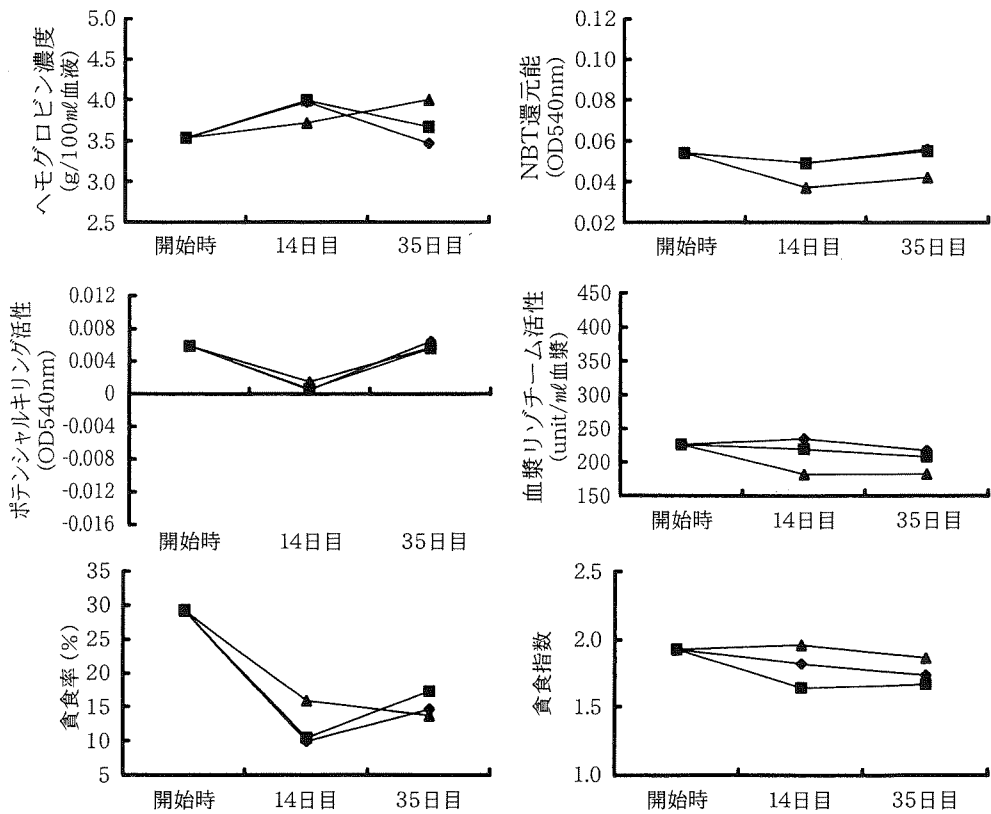 ヘモグロビン濃度
(g/100㎖血液)
5.0
4.5
4.0
3.5
3.0
2.5
開始時
14日目
35日目
NBT還元能
(OD540nm)
0.12
0.10
0.08
0.06
0.04
0.02
開始時
14日目
35日目
ポテンシャルキリング活性
(OD540nm)
0.012
0.008
0.004
0
-0.004
-0.008
-0.012
-0.016
開始時
14日目
35日目
血漿リゾチーム活性
(unit/㎖血漿)
450
400
350
300
250
200
150
開始時
14日目
35日目
貪食率(%)
35
30
25
20
15
10
5
開始時
14日目
35日目
貪食指数
2.5
2.0
1.5
1.0
開始時
14日目
35日目